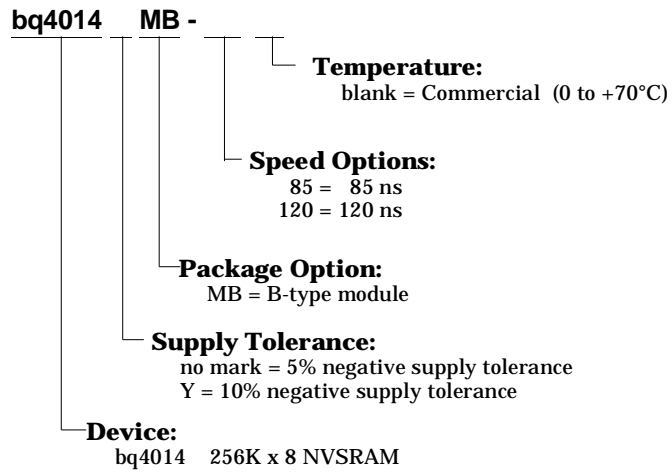 bq4014 MB -
Temperature:
blank = Commercial (0 to +70°C)
Speed Options:
85 = 85 ns
120 = 120 ns
Package Option:
MB = B-type module
Supply Tolerance:
no mark = 5% negative supply tolerance
Y = 10% negative supply tolerance
Device:
bq4014 256K x 8 NVSRAM